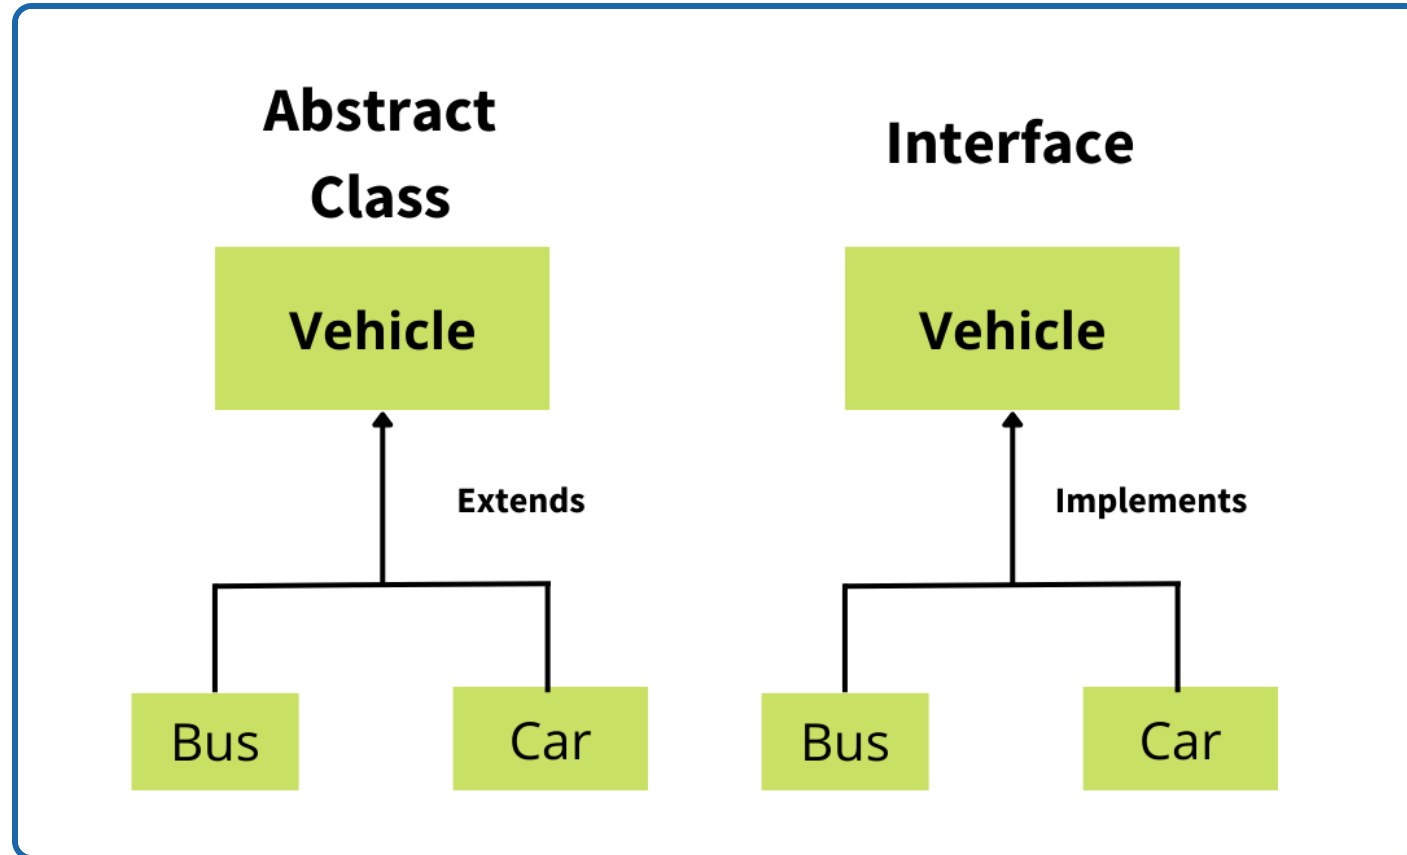 Abstract
Class
Vehicle
Extends
Bus
Car
Interface
Vehicle
Implements
Bus
Car